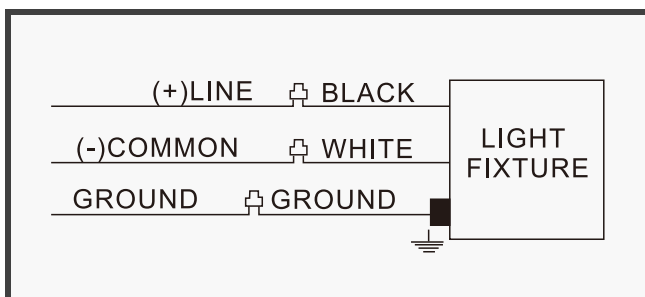 (+)LINE BLACK
(-)COMMON WHITE
GROUND GROUND
LIGHT
FIXTURE